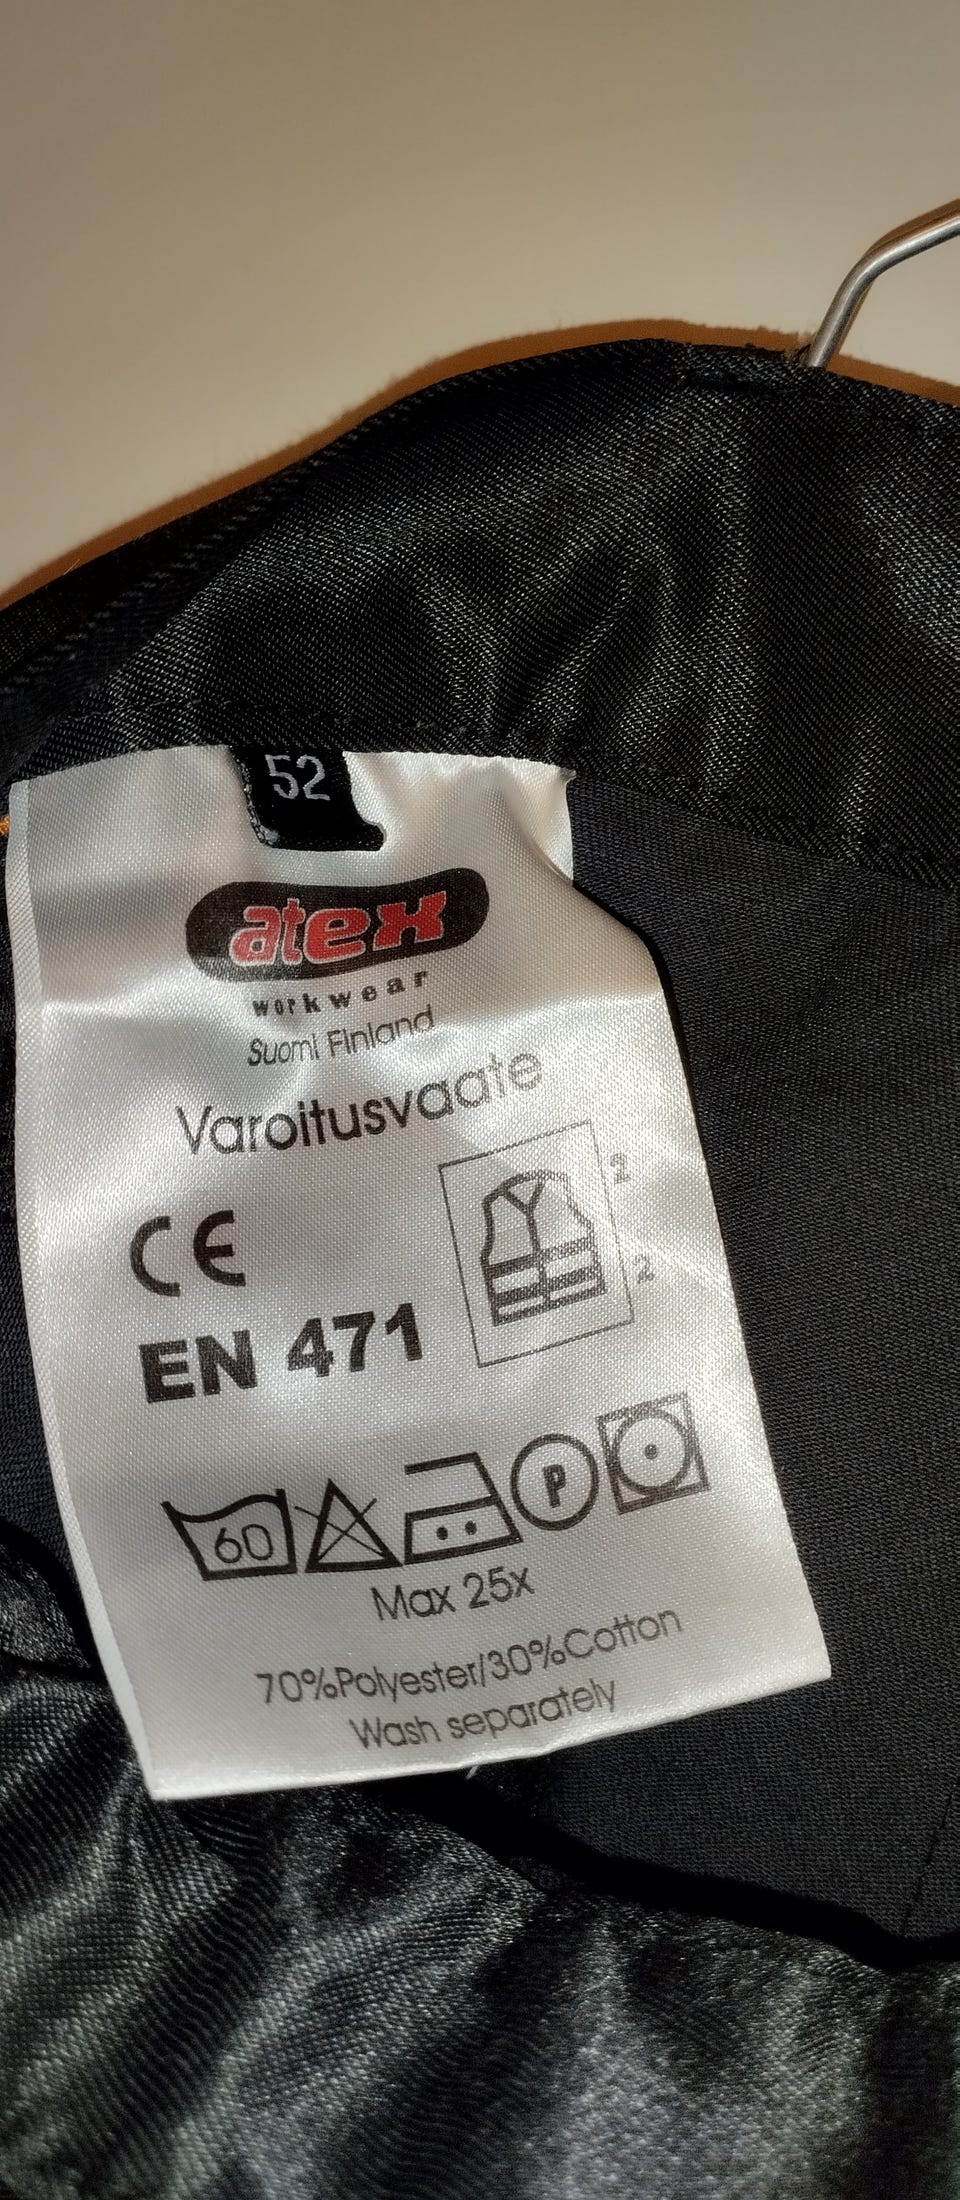 52
atex
workwear
Suomi Finland
Varoitusvaate
CE
2
2
EN 471
60
P
Max 25x
70%Polyester/30%Cotton
Wash separately